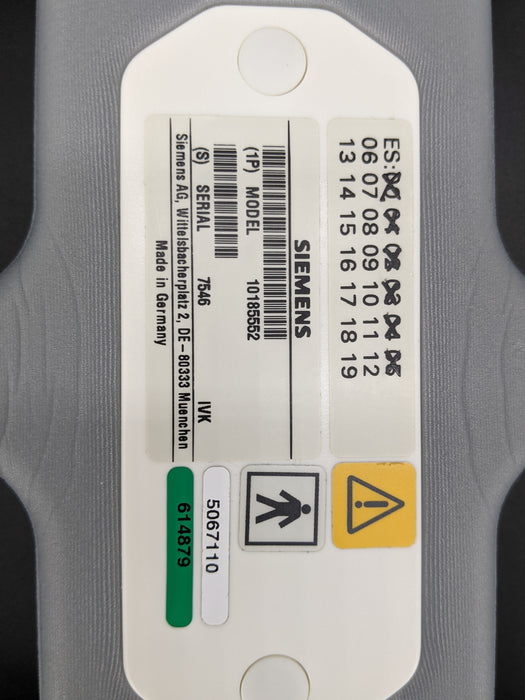 ES: 00 01 02 03 04 05
06 07 08 09 10 11 12
13 14 15 16 17 18 19
SIEMENS
(1P) MODEL 10185552
(S) SERIAL 7546 IVK
Siemens AG, Wittelsbacherplatz 2, DE-80333 Muenchen
Made in Germany
5067110
614879